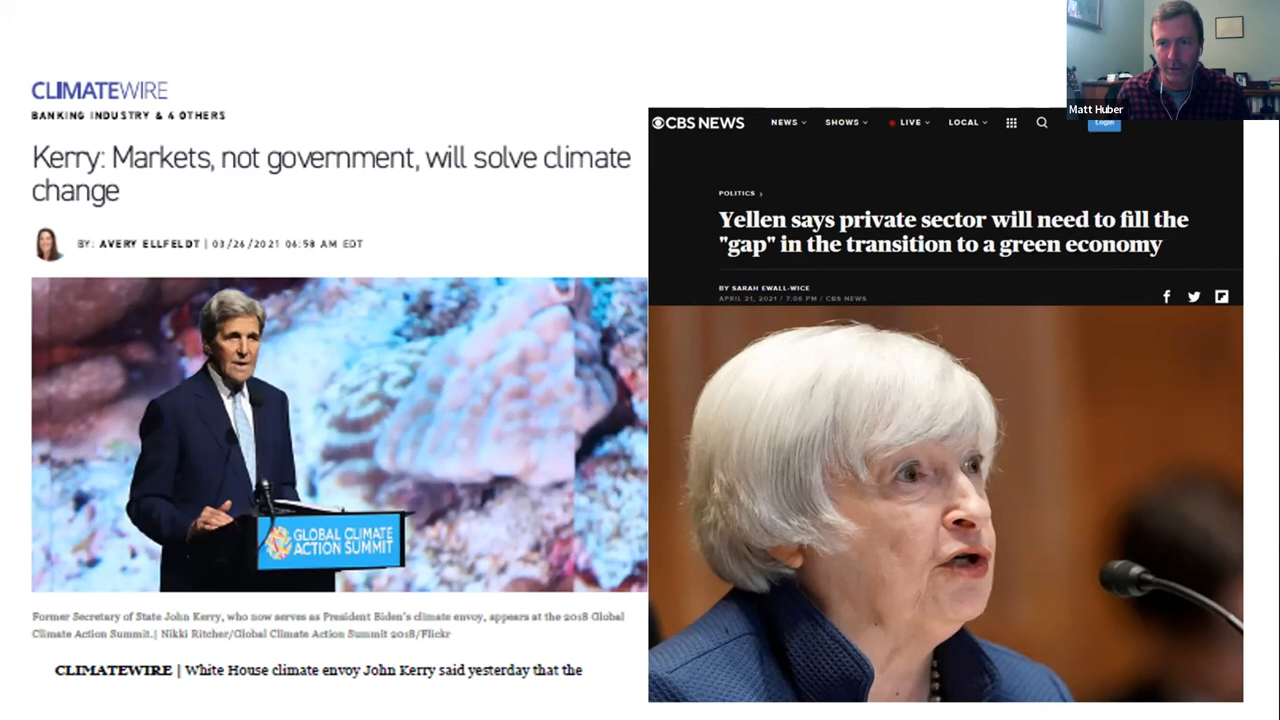 CLIMATEWIRE
BANKING INDUSTRY & 4 OTHERS
Kerry: Markets, not government, will solve climate
change
BY: AVERY ELLFELDT | 03/26/2021 06:58 AM EDT
GLOBAL CLIMATE
ACTION SUMMIT
Former Secretary of State John Kerry, who now serves as President Biden's climate envoy, appears at the 2018 Global
Climate Action Summit.| Nikki Ritcher/Global Climate Action Summit 2018/Flickr
CLIMATEWIRE | White House climate envoy John Kerry said yesterday that the
Matt Huber
CBS NEWS NEWS SHOWS LIVE LOCAL Login
POLITICS ›
Yellen says private sector will need to fill the
"gap" in the transition to a green economy
BY SARAH EWALL-WICE
APRIL 21, 2021 / 7:06 PM / CBS NEWS